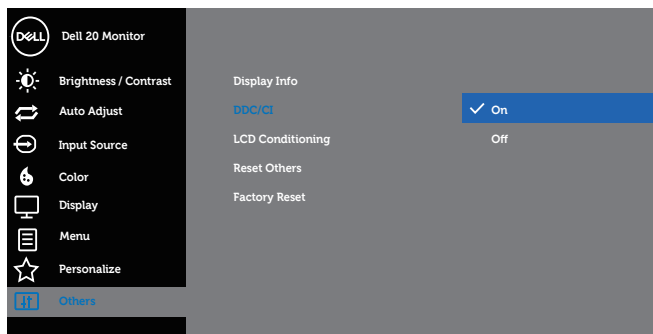 DELL Dell 20 Monitor
Brightness / Contrast
Auto Adjust
Input Source
Color
Display
Menu
Personalize
Others
Display Info
DDC/CI
LCD Conditioning
Reset Others
Factory Reset
On
Off